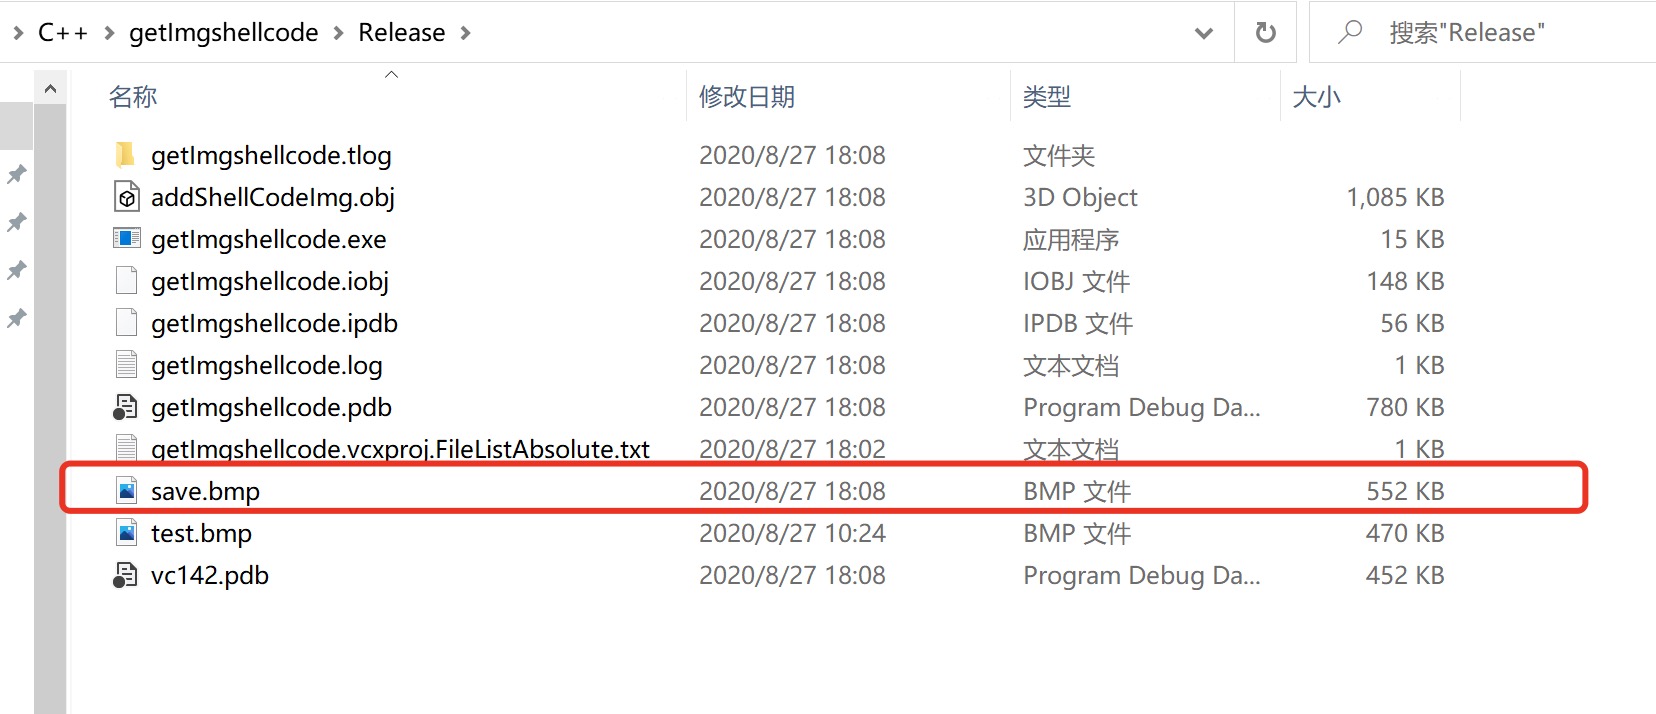 C++ getImgshellcode Release 搜索"Release"
名称 修改日期 类型 大小
getImgshellcode.tlog 2020/8/27 18:08 文件夹
addShellCodeImg.obj 2020/8/27 18:08 3D Object 1,085 KB
getImgshellcode.exe 2020/8/27 18:08 应用程序 15 KB
getImgshellcode.iobj 2020/8/27 18:08 IOBJ 文件 148 KB
getImgshellcode.ipdb 2020/8/27 18:08 IPDB 文件 56 KB
getImgshellcode.log 2020/8/27 18:08 文本文档 1 KB
getImgshellcode.pdb 2020/8/27 18:08 Program Debug Da... 780 KB
getImgshellcode.vcxproj.FileListAbsolute.txt 2020/8/27 18:02 文本文档 1 KB
save.bmp 2020/8/27 18:08 BMP 文件 552 KB
test.bmp 2020/8/27 10:24 BMP 文件 470 KB
vc142.pdb 2020/8/27 18:08 Program Debug Da... 452 KB